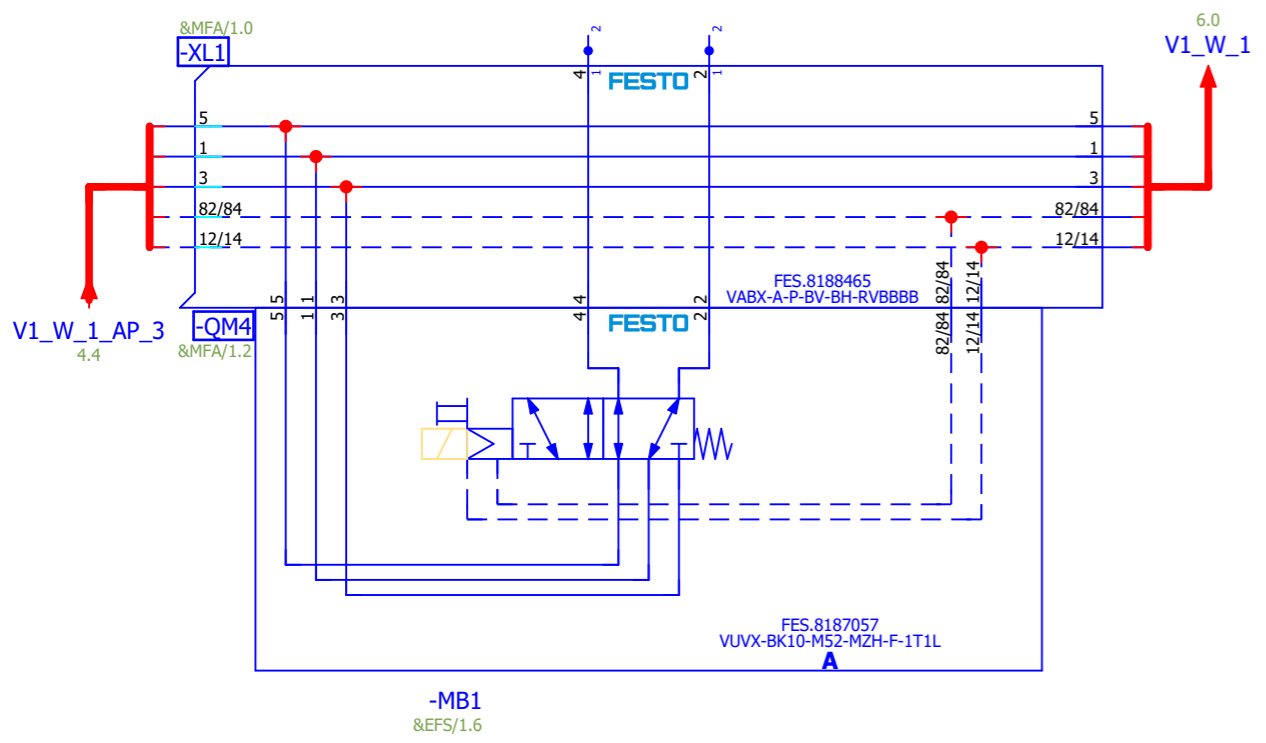 &MFA/1.0
-XL1
2
2
6.0
V1_W_1
4
1
FESTO
2
1
5
5
1
1
3
3
82/84
82/84
12/14
12/14
FES.8188465
VABX-A-P-BV-BH-RVBBBB
5
1
3
4
2
82/84
12/14
V1_W_1_AP_3
4.4
-QM4
&MFA/1.2
5
1
3
4
FESTO
2
82/84
12/14
FES.8187057
VUVX-BK10-M52-MZH-F-1T1L
A
-MB1
&EFS/1.6